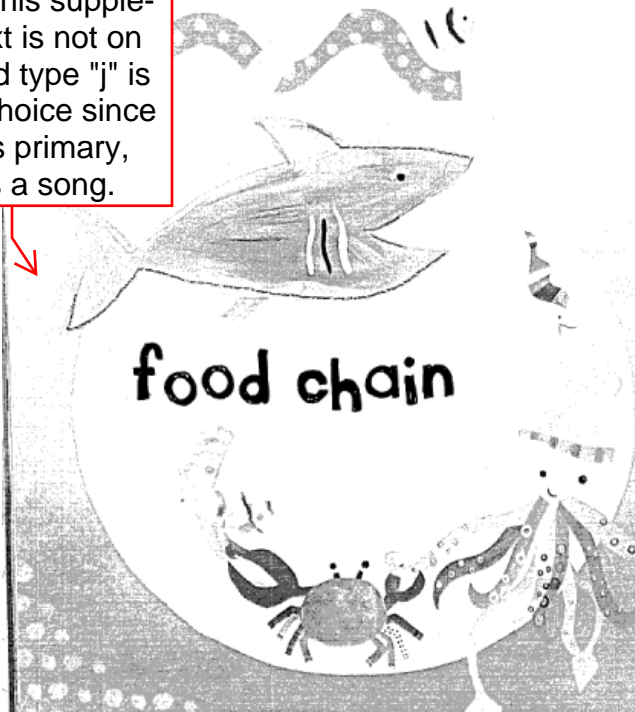 his supple-
xt is not on
d type "j" is
hoice since
s primary,
s a song.
food chain